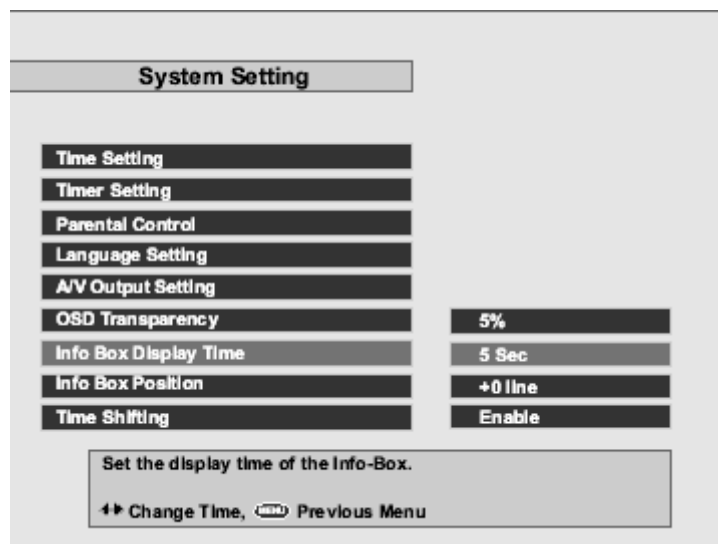 System Setting
Time Setting
Timer Setting
Parental Control
Language Setting
A/V Output Setting
OSD Transparency 5%
Info Box Display Time 5 Sec
Info Box Position +0 line
Time Shifting Enable
Set the display time of the Info-Box.
Change Time, Previous Menu